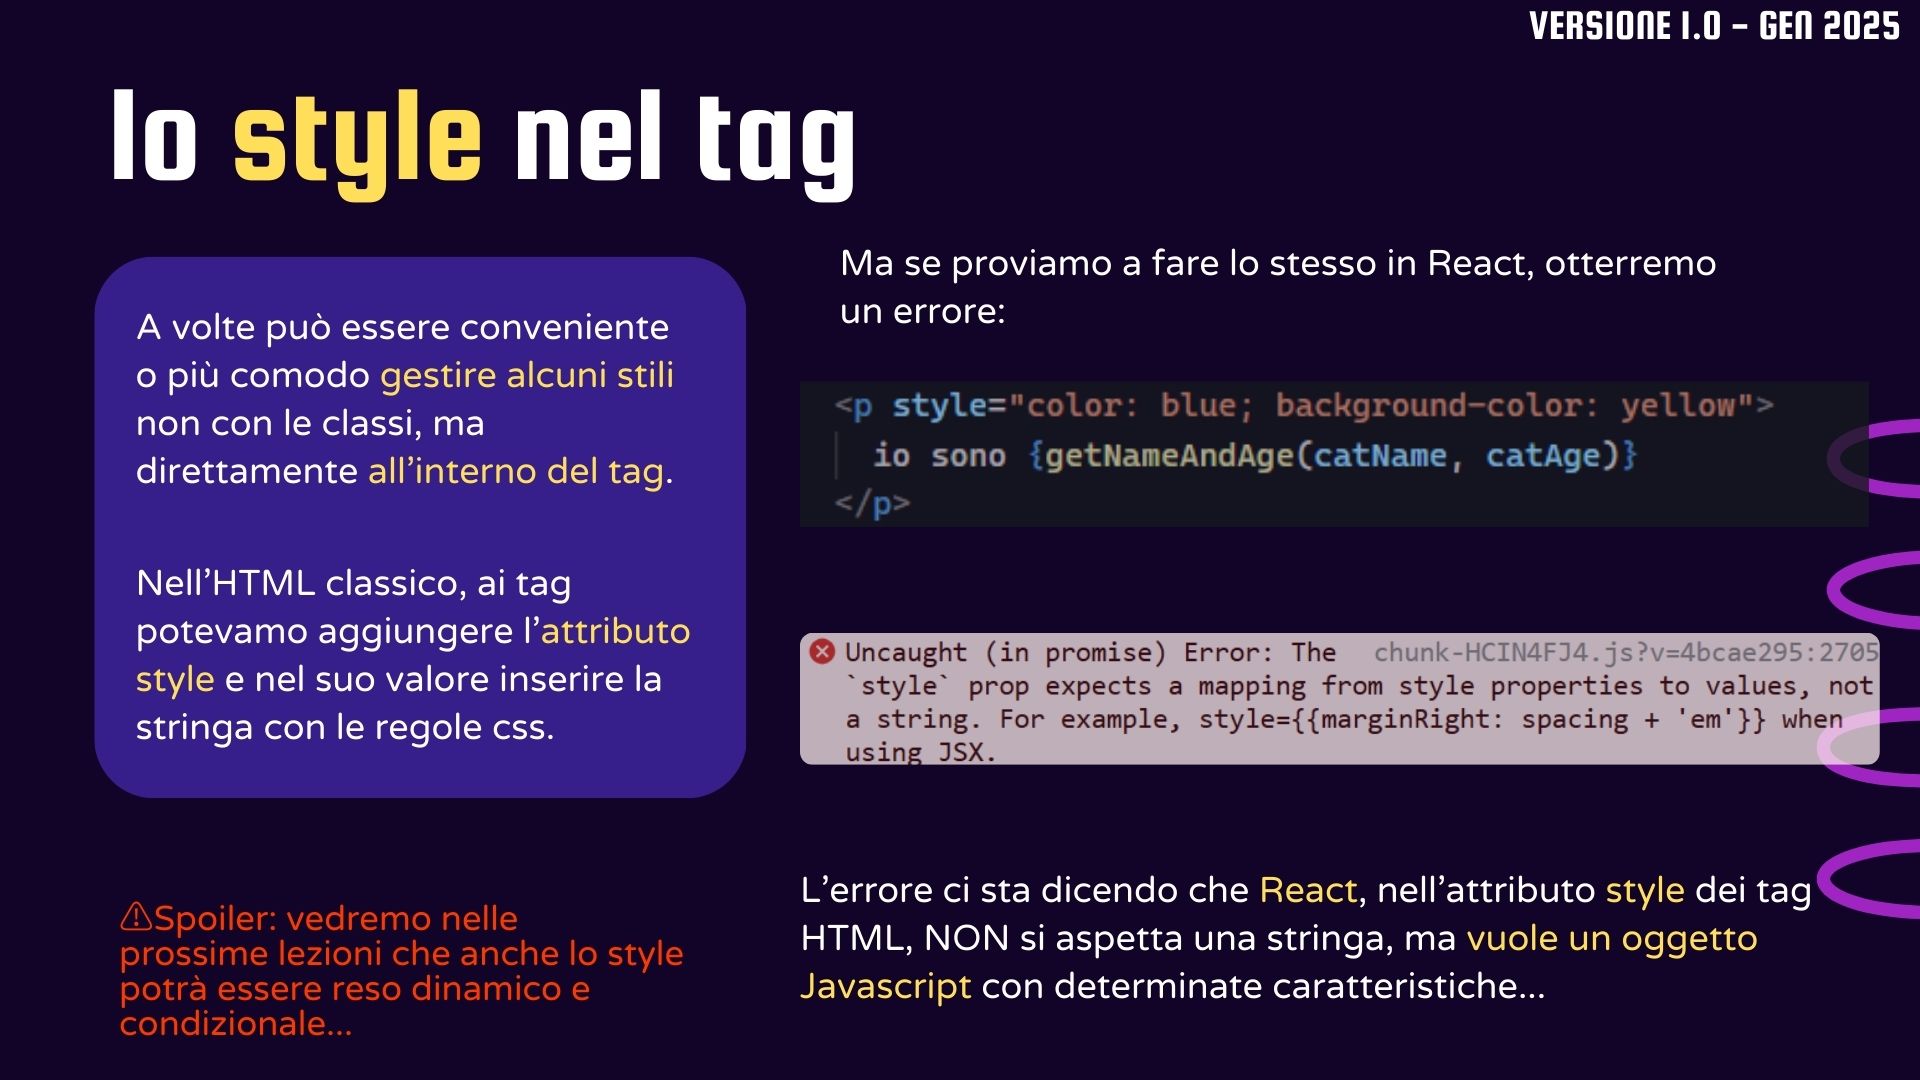 VERSIONE 1.0 - GEN 2025
lo style nel tag
A volte può essere conveniente
o più comodo gestire alcuni stili
non con le classi, ma
direttamente all'interno del tag.
Nell'HTML classico, ai tag
potevamo aggiungere l'attributo
style e nel suo valore inserire la
stringa con le regole css.
⚠Spoiler: vedremo nelle
prossime lezioni che anche lo style
potrà essere reso dinamico e
condizionale...
Ma se proviamo a fare lo stesso in React, otterremo
un errore:
<p style="color: blue; background-color: yellow">
io sono {getNameAndAge(catName, catAge)}
</p>
Uncaught (in promise) Error: The chunk-HCIN4FJ4.js?v=4bcae295:2705
`style` prop expects a mapping from style properties to values, not
a string. For example, style={{marginRight: spacing + 'em'}} when
using JSX.
L'errore ci sta dicendo che React, nell'attributo style dei tag
HTML, NON si aspetta una stringa, ma vuole un oggetto
Javascript con determinate caratteristiche...